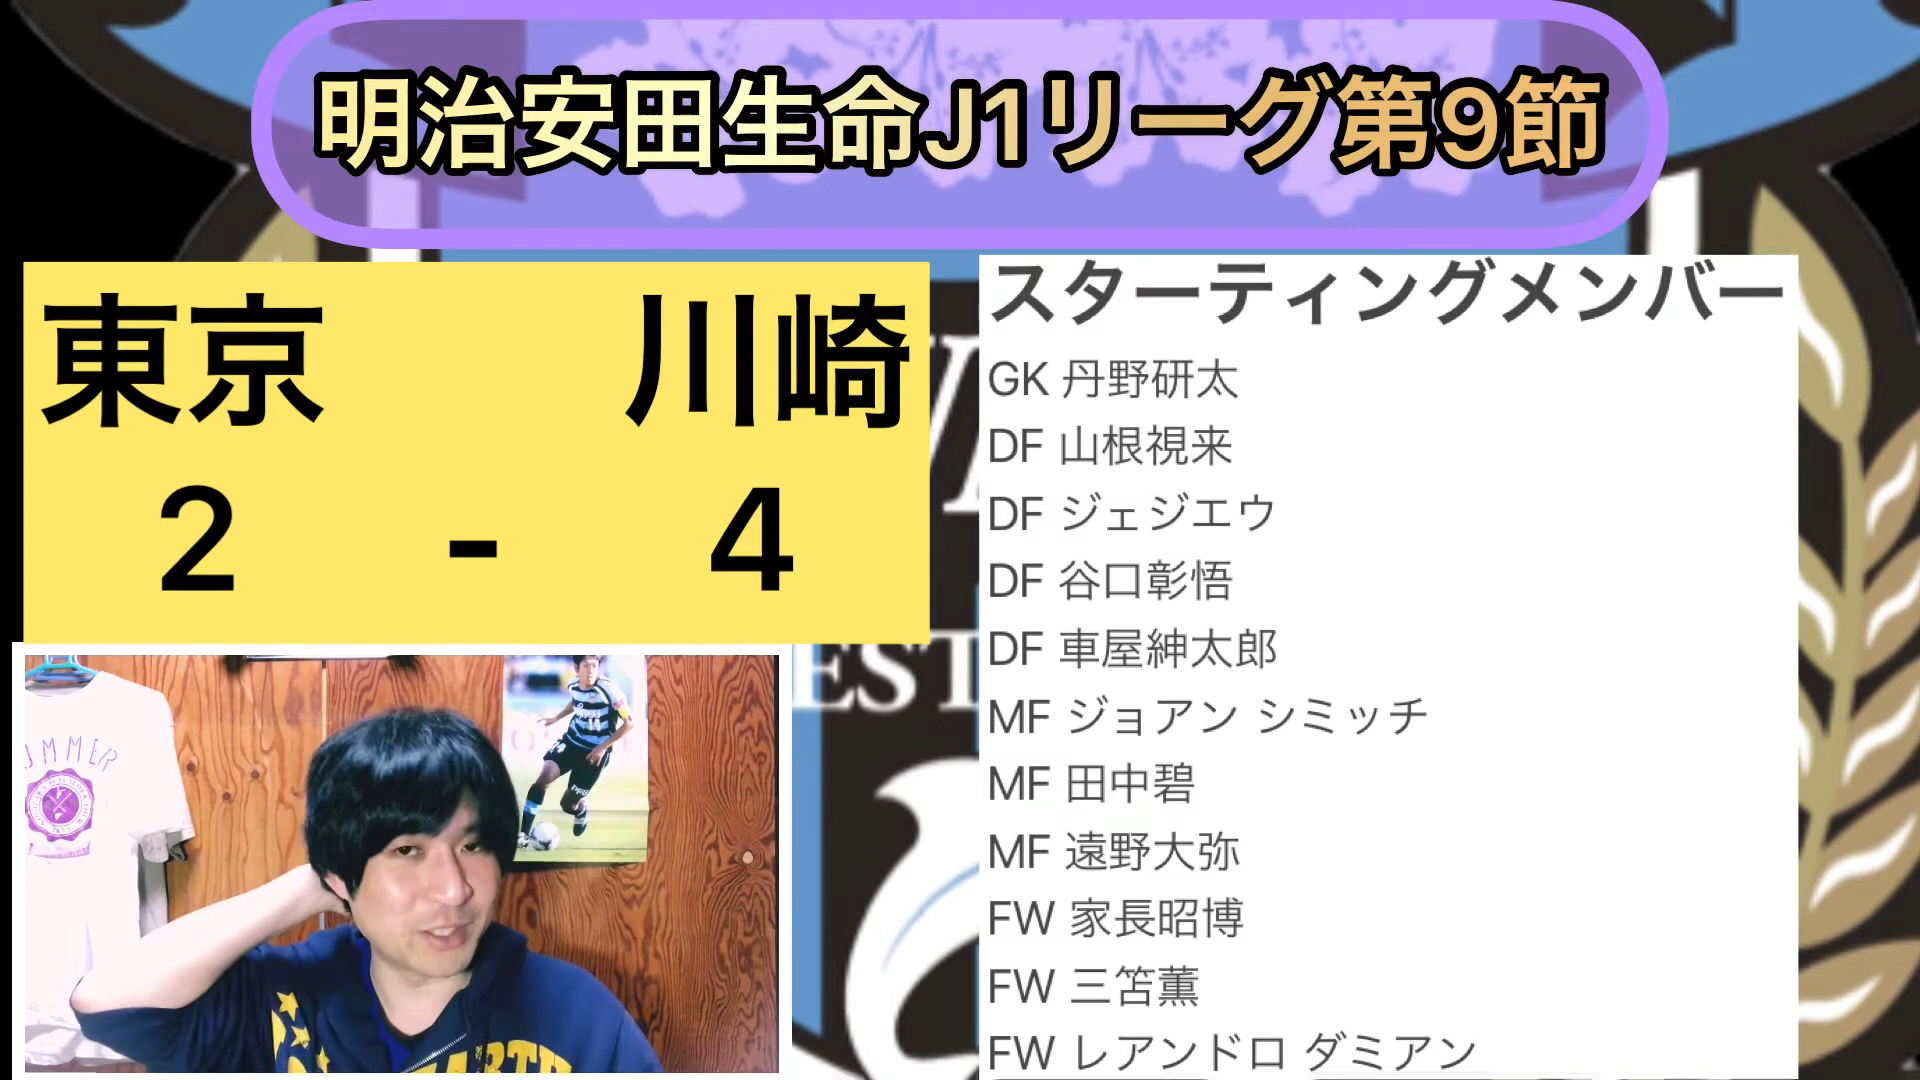 明治安田生命J1リーグ第9節
東京 川崎
2 - 4
スターティングメンバー
GK 丹野研太
DF 山根視来
DF ジェジエウ
DF 谷口彰悟
DF 車屋紳太郎
MF ジョアン シミッチ
MF 田中碧
MF 遠野大弥
FW 家長昭博
FW 三笘薫
FW レアンドロ ダミアン
EST
UMMER